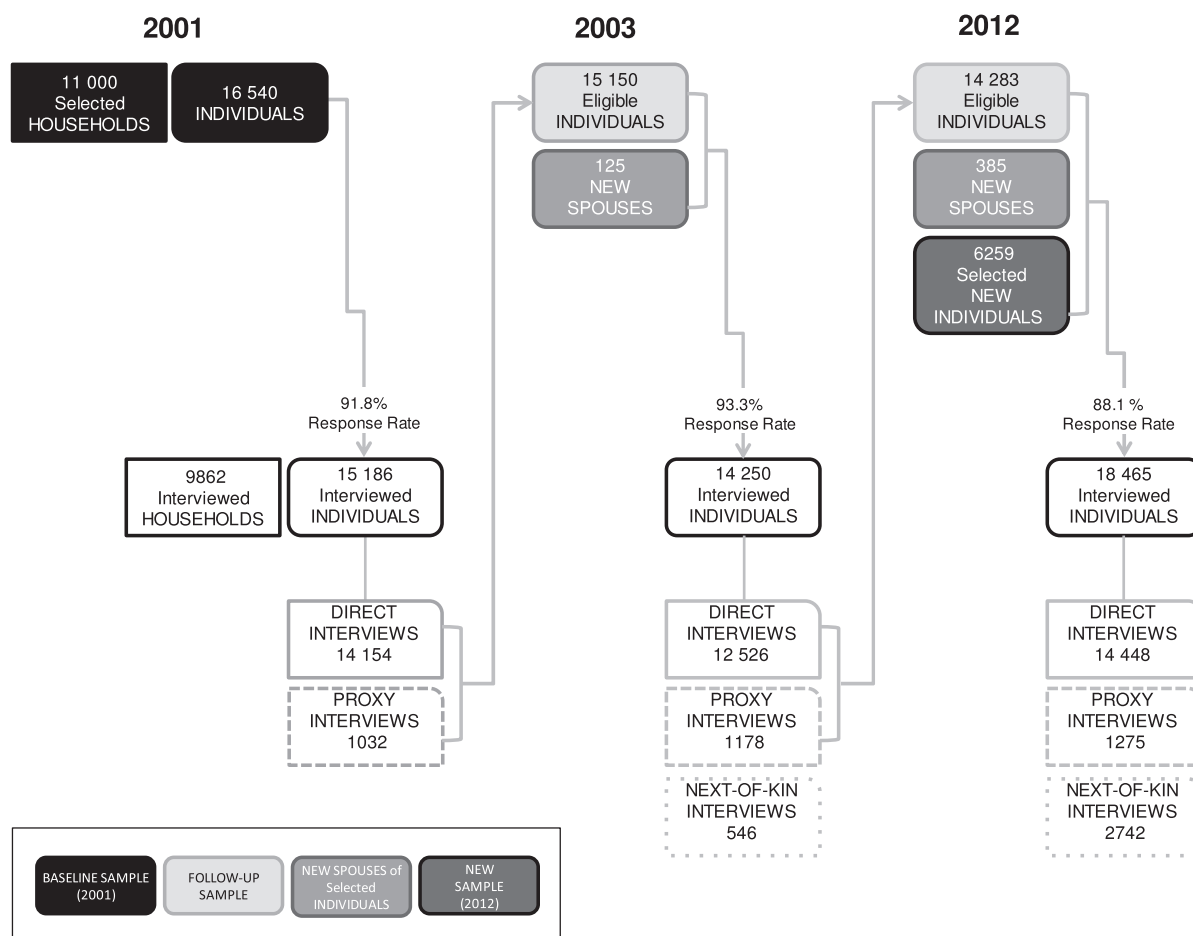 2001
11 000
Selected
HOUSEHOLDS
16 540
INDIVIDUALS
91.8%
Response Rate
9862
Interviewed
HOUSEHOLDS
15 186
Interviewed
INDIVIDUALS
DIRECT
INTERVIEWS
14 154
PROXY
INTERVIEWS
1032
2003
15 150
Eligible
INDIVIDUALS
125
NEW
SPOUSES
93.3%
Response Rate
14 250
Interviewed
INDIVIDUALS
DIRECT
INTERVIEWS
12 526
PROXY
INTERVIEWS
1178
NEXT-OF-KIN
INTERVIEWS
546
2012
14 283
Eligible
INDIVIDUALS
385
NEW
SPOUSES
6259
Selected
NEW
INDIVIDUALS
88.1 %
Response Rate
18 465
Interviewed
INDIVIDUALS
DIRECT
INTERVIEWS
14 448
PROXY
INTERVIEWS
1275
NEXT-OF-KIN
INTERVIEWS
2742
BASELINE SAMPLE
(2001)
FOLLOW-UP
SAMPLE
NEW SPOUSES of
Selected
INDIVIDUALS
NEW
SAMPLE
(2012)